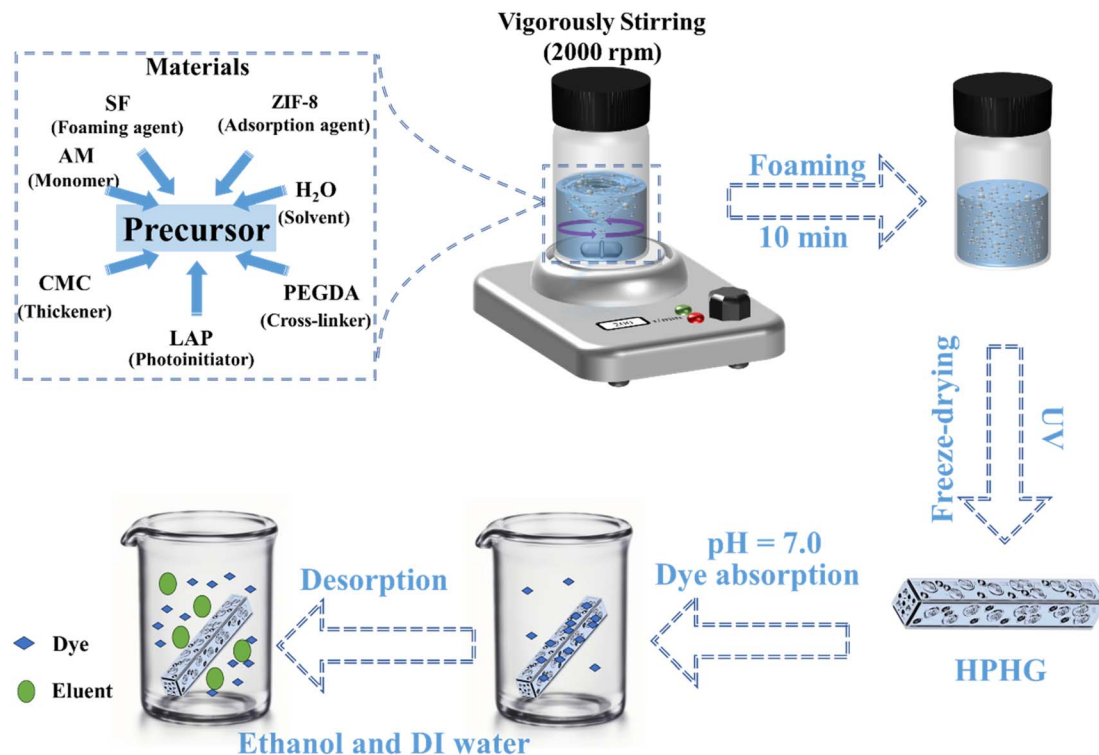 Vigorously Stirring
(2000 rpm)
Materials
SF
(Foaming agent)
ZIF-8
(Adsorption agent)
AM
(Monomer)
H₂O
(Solvent)
Precursor
CMC
(Thickener)
PEGDA
(Cross-linker)
LAP
(Photoinitiator)
Foaming
10 min
Freeze-drying
UV
HPHG
pH = 7.0
Dye absorption
Desorption
Ethanol and DI water
Dye
Eluent